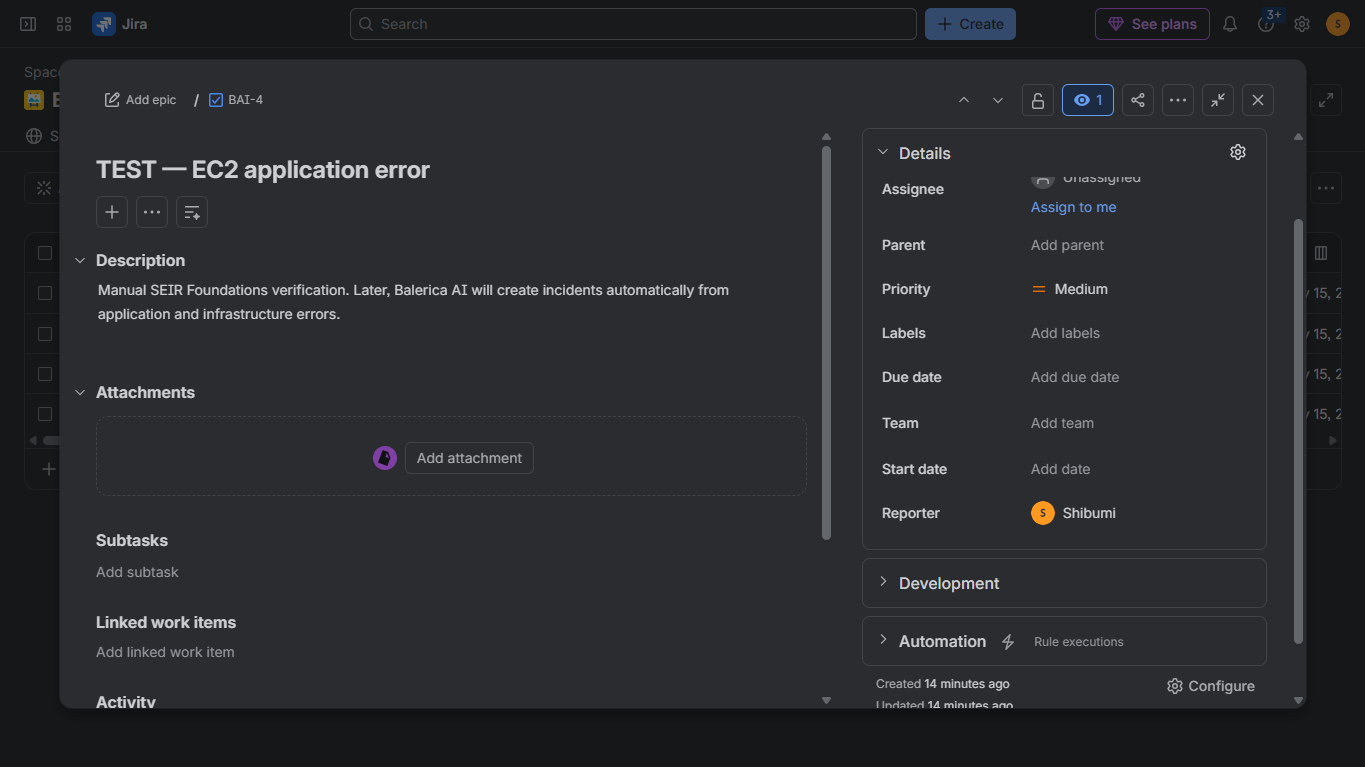 Jira
Search
Create
See plans
3+
S
Add epic / BAI-4
1
TEST — EC2 application error
Description
Manual SEIR Foundations verification. Later, Balerica AI will create incidents automatically from
application and infrastructure errors.
Attachments
Add attachment
Subtasks
Add subtask
Linked work items
Add linked work item
Activity
Details
Assignee Unassigned
Assign to me
Parent Add parent
Priority Medium
Labels Add labels
Due date Add due date
Team Add team
Start date Add date
Reporter S Shibumi
Development
Automation Rule executions
Created 14 minutes ago
Configure
Updated 14 minutes ago